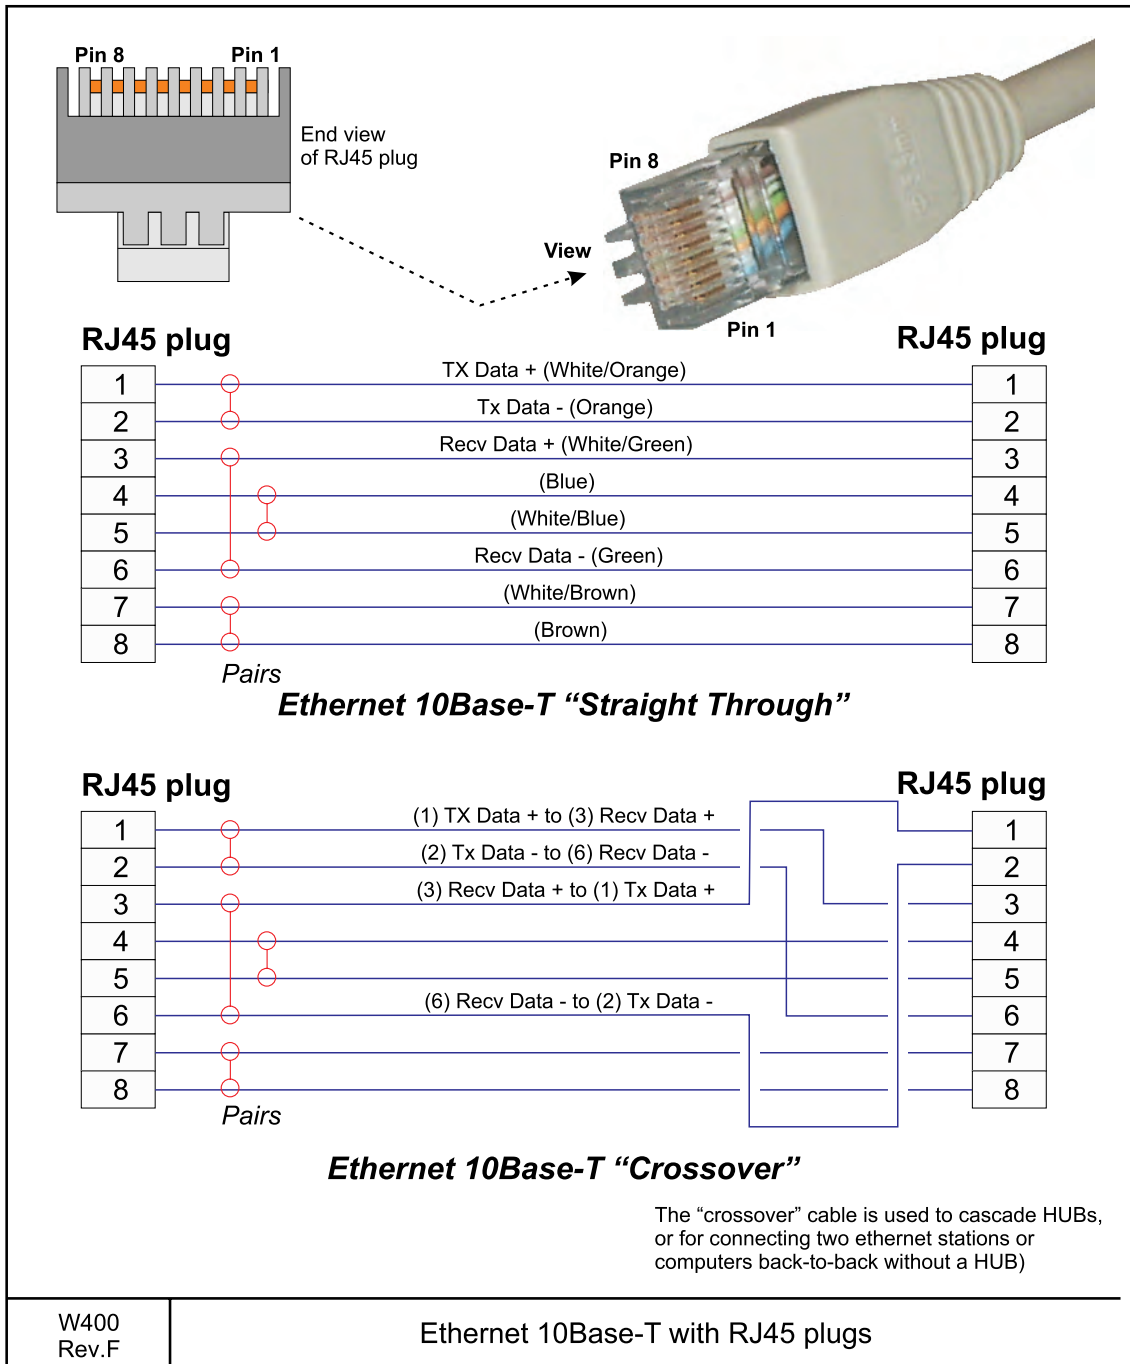 Pin 8
Pin 1
End view
of RJ45 plug
Pin 8
View
Pin 1
RJ45 plug
RJ45 plug
1
TX Data + (White/Orange)
1
2
Tx Data - (Orange)
2
3
Recv Data + (White/Green)
3
4
(Blue)
4
5
(White/Blue)
5
6
Recv Data - (Green)
6
7
(White/Brown)
7
8
(Brown)
8
Pairs
Ethernet 10Base-T “Straight Through”
RJ45 plug
RJ45 plug
1
(1) TX Data + to (3) Recv Data +
1
2
(2) Tx Data - to (6) Recv Data -
2
3
(3) Recv Data + to (1) Tx Data +
3
4
4
5
5
6
(6) Recv Data - to (2) Tx Data -
6
7
7
8
8
Pairs
Ethernet 10Base-T “Crossover”
The “crossover” cable is used to cascade HUBs,
or for connecting two ethernet stations or
computers back-to-back without a HUB)
W400
Rev.F
Ethernet 10Base-T with RJ45 plugs